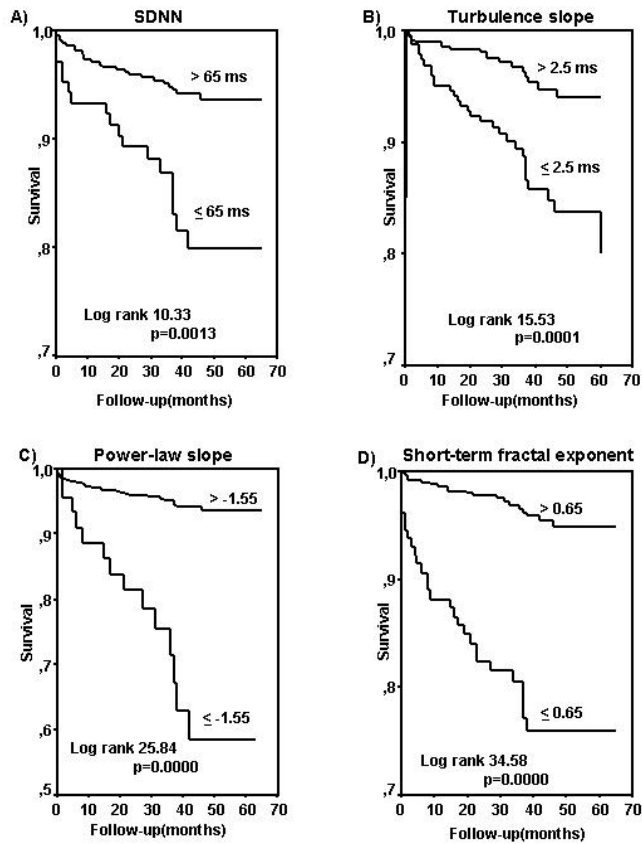 A)
SDNN
1,0
,9
,8
,7
Survival
> 65 ms
≤ 65 ms
Log rank 10.33
p=0.0013
0 10 20 30 40 50 60 70
Follow-up(months)
B)
Turbulence slope
1,0
,9
,8
,7
Survival
> 2.5 ms
≤ 2.5 ms
Log rank 15.53
p=0.0001
0 10 20 30 40 50 60 70
Follow-up(months)
C)
Power-law slope
1,0
,9
,8
,7
,6
,5
Survival
> -1.55
≤ -1.55
Log rank 25.84
p=0.0000
0 10 20 30 40 50 60 70
Follow-up(months)
D)
Short-term fractal exponent
1,0
,9
,8
,7
Survival
> 0.65
≤ 0.65
Log rank 34.58
p=0.0000
0 10 20 30 40 50 60 70
Follow-up(months)